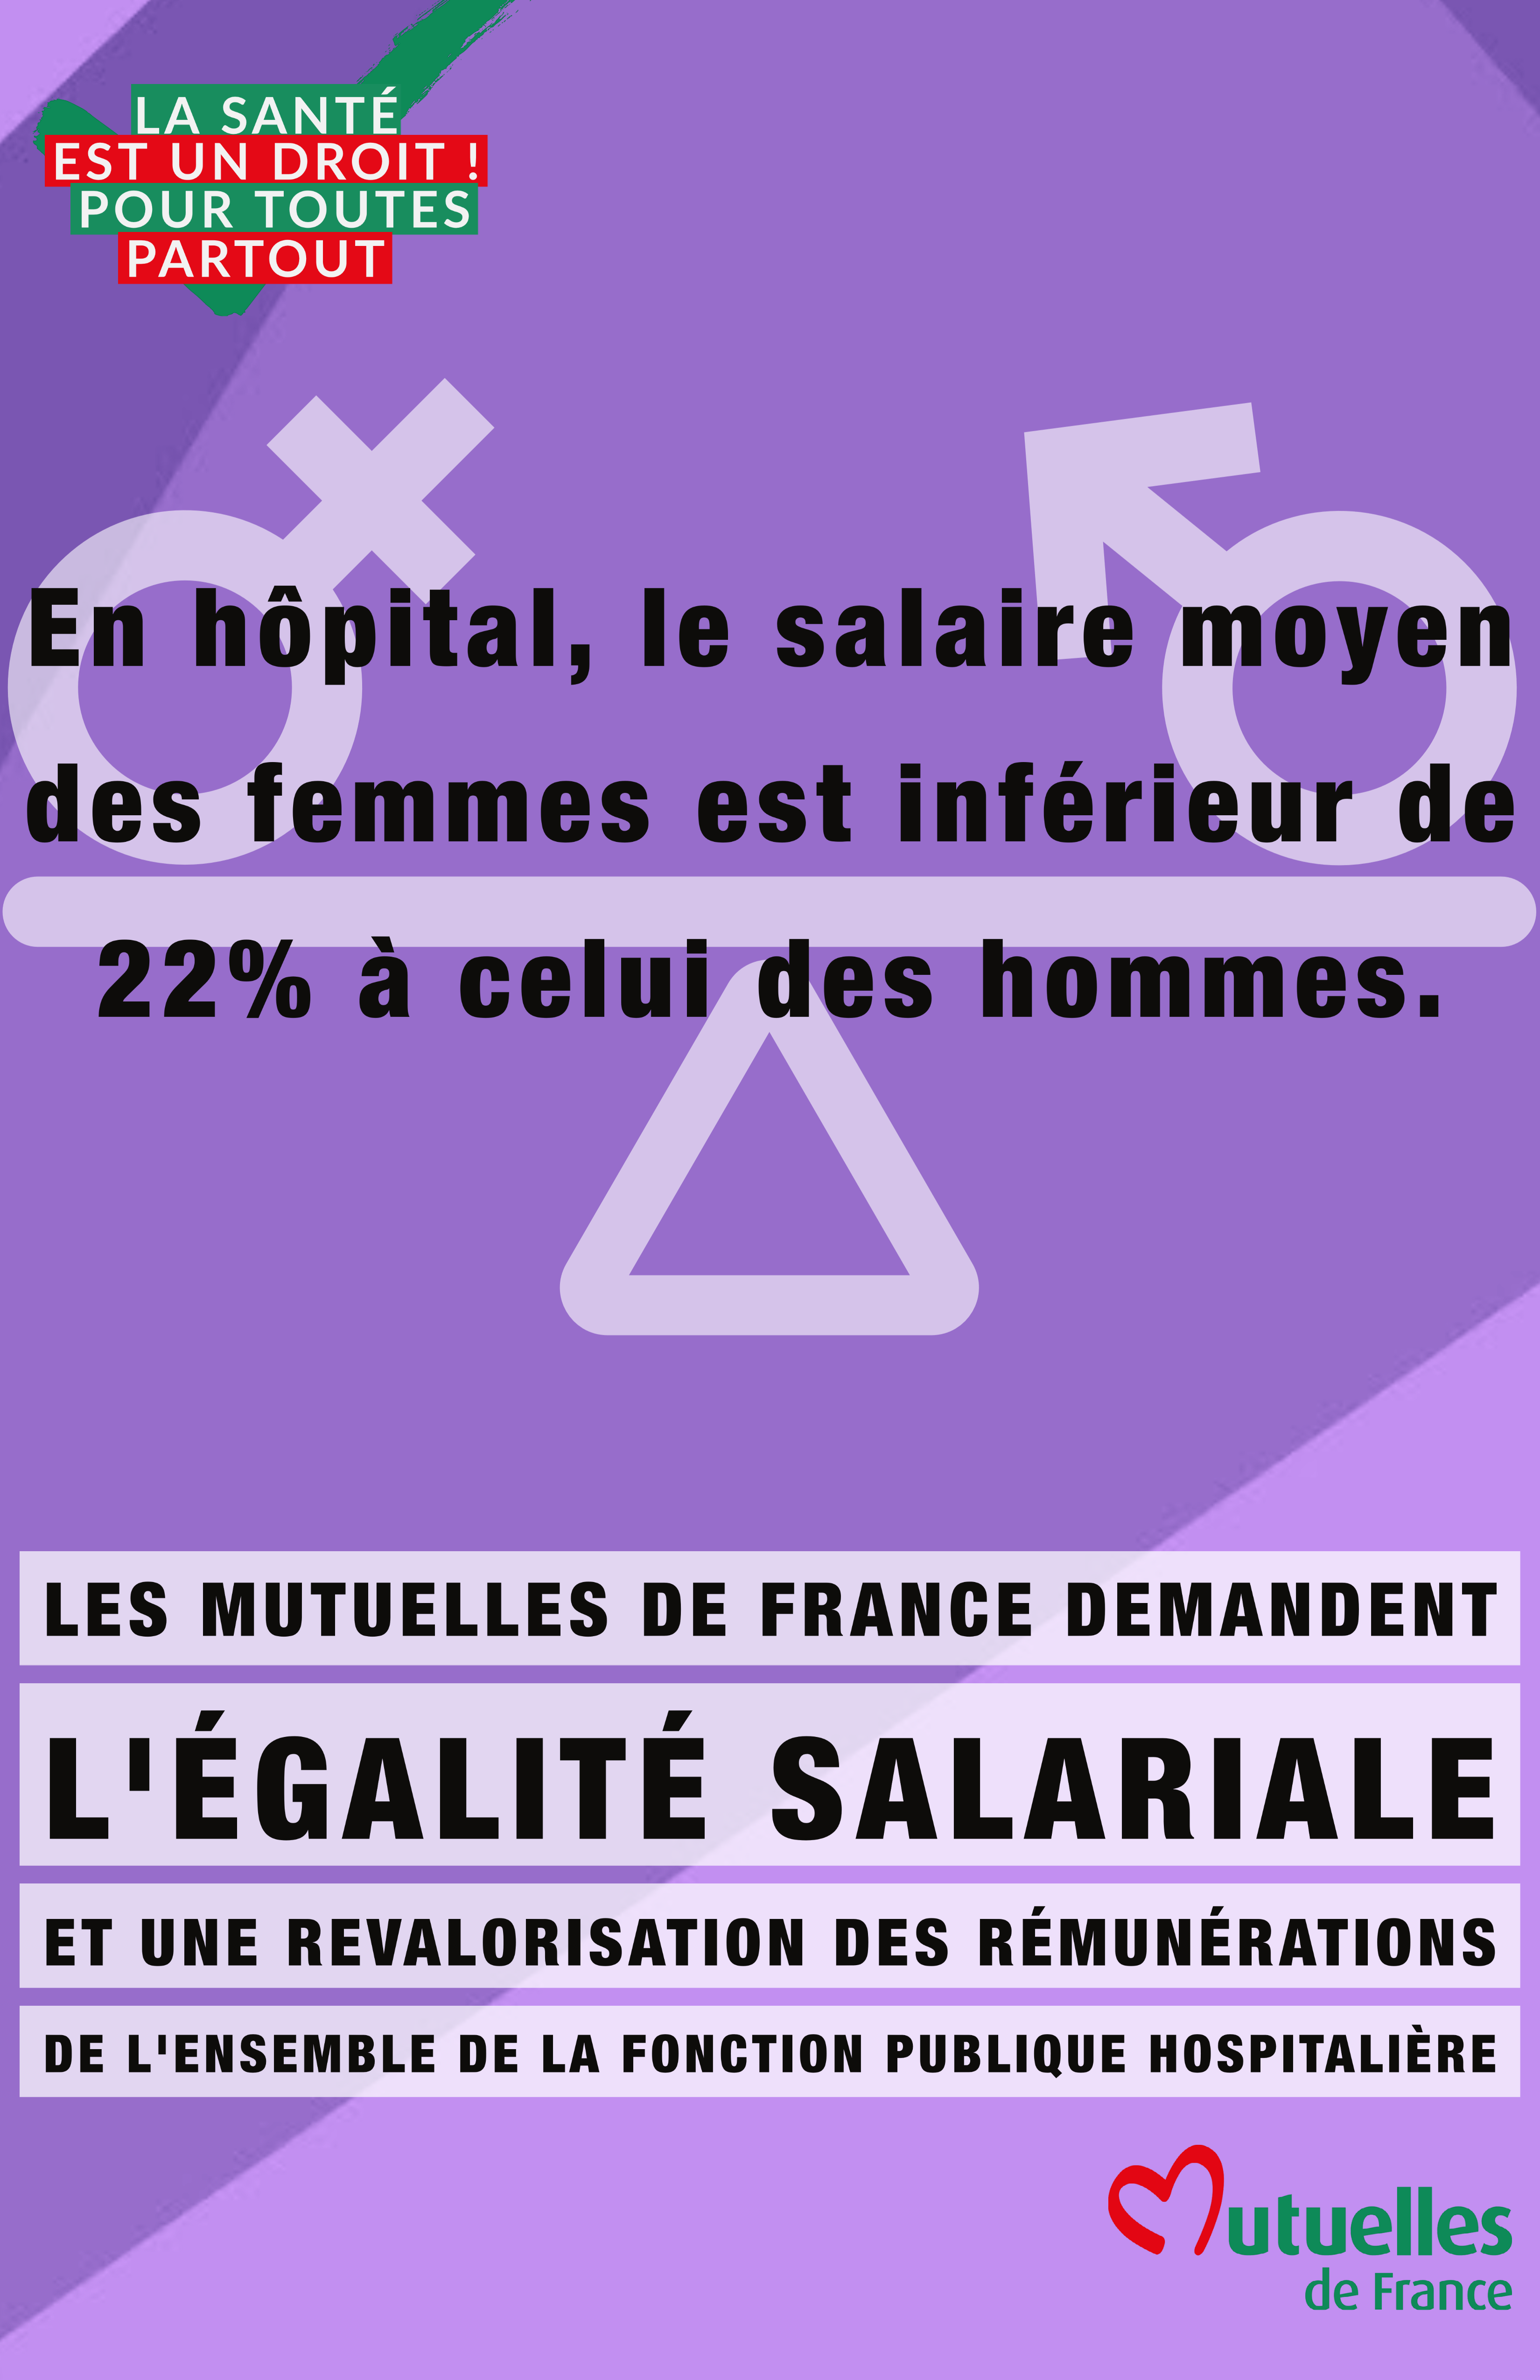 LA SANTÉ
EST UN DROIT !
POUR TOUTES
PARTOUT
En hôpital, le salaire moyen
des femmes est inférieur de
22% à celui des hommes.
LES MUTUELLES DE FRANCE DEMANDENT
L'ÉGALITÉ SALARIALE
ET UNE REVALORISATION DES RÉMUNÉRATIONS
DE L'ENSEMBLE DE LA FONCTION PUBLIQUE HOSPITALIÈRE
Mutuelles
de France